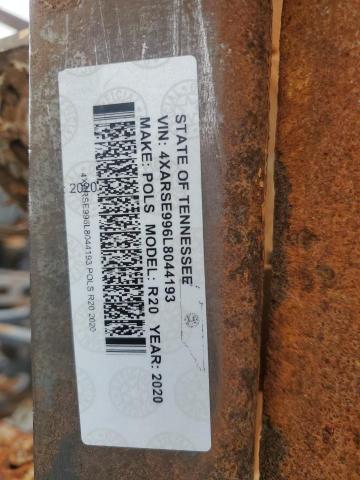 STATE OF TENNESSEE
VIN: 4XARSE996L8044193
MAKE: POLS MODEL: R20 YEAR: 2020
: 2020
4XARSE996L8044193 POLS R20 2020